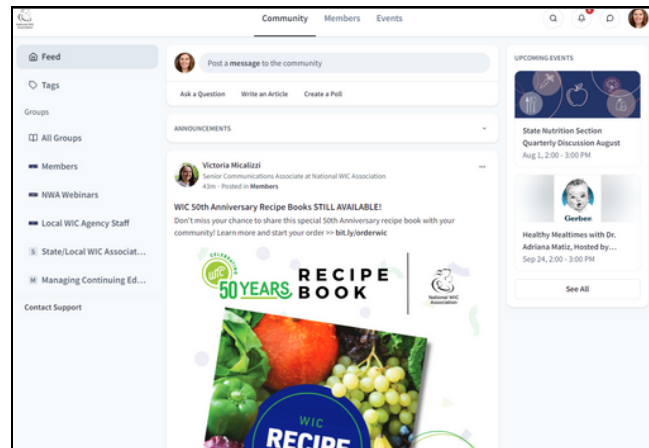 National WIC
Association
Community
Members
Events
Feed
Tags
Groups
All Groups
Members
NWA Webinars
Local WIC Agency Staff
S State/Local WIC Associat...
M Managing Continuing Ed...
Contact Support
Post a message to the community
Ask a Question
Write an Article
Create a Poll
ANNOUNCEMENTS
Victoria Micalizzi
Senior Communications Associate at National WIC Association
43m · Posted in Members
WIC 50th Anniversary Recipe Books STILL AVAILABLE!
Don't miss your chance to share this special 50th Anniversary recipe book with your
community! Learn more and start your order >> bit.ly/orderwic
CELEBRATING
WIC
50 YEARS
RECIPE
BOOK
National WIC
Association
WIC
RECIPE
UPCOMING EVENTS
State Nutrition Section
Quarterly Discussion August
Aug 1, 2:00 - 3:00 PM
Gerber
Healthy Mealtimes with Dr.
Adriana Matiz, Hosted by...
Sep 24, 2:00 - 3:00 PM
See All